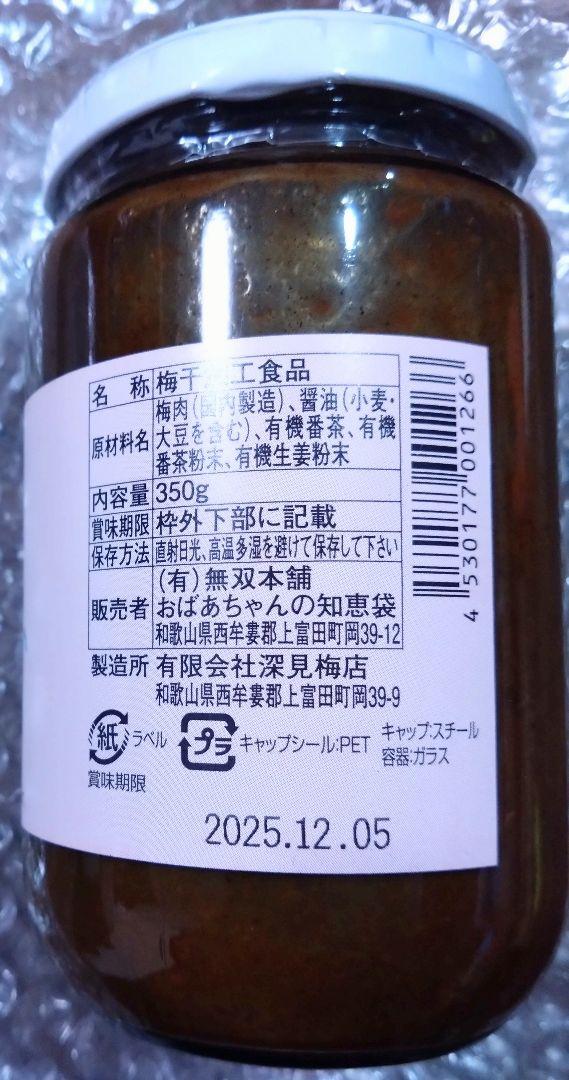 名 称 梅干加工食品
原材料名 梅肉(国内製造)、醤油(小麦・
大豆を含む)、有機番茶、有機
番茶粉末、有機生姜粉末
内容量 350g
賞味期限 枠外下部に記載
保存方法 直射日光、高温多湿を避けて保存して下さい
販売者 (有)無双本舗
おばあちゃんの知恵袋
和歌山県西牟婁郡上富田町岡39-12
製造所 有限会社深見梅店
和歌山県西牟婁郡上富田町岡39-9
紙 ラベル プラ キャップシール:PET キャップ:スチール
容器:ガラス
賞味期限
2025.12.05
4 530177 001266